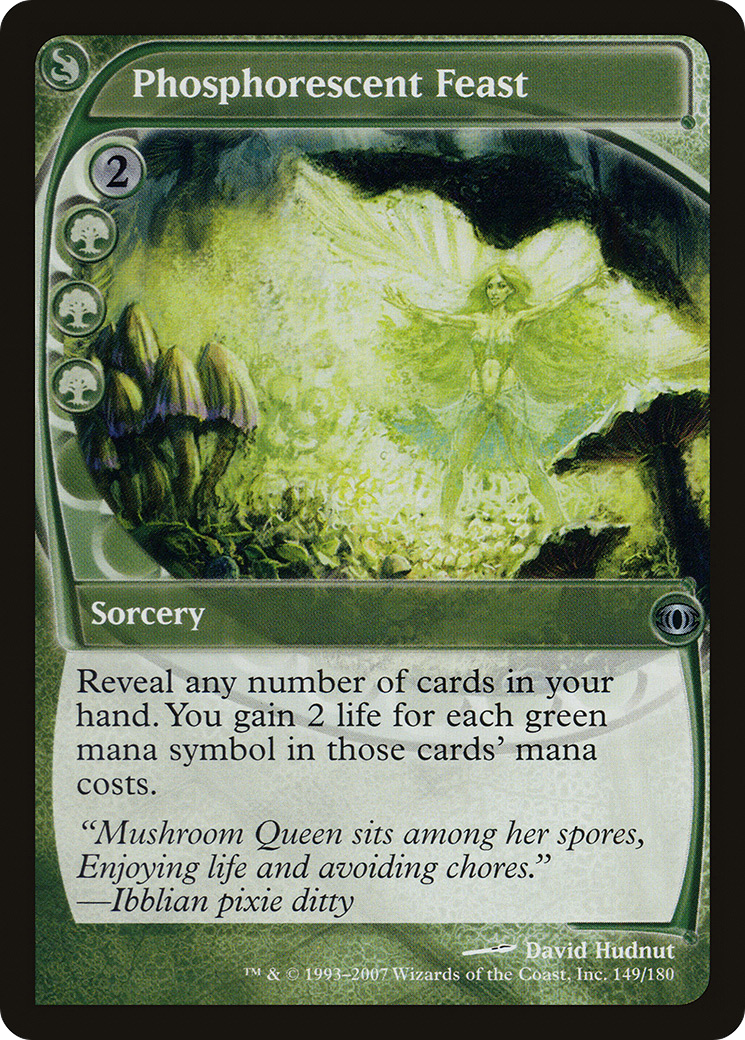 Phosphorescent Feast
2
Sorcery
Reveal any number of cards in your
hand. You gain 2 life for each green
mana symbol in those cards’ mana
costs.
“Mushroom Queen sits among her spores,
Enjoying life and avoiding chores.”
—Ibblian pixie ditty
David Hudnut
™ & © 1993–2007 Wizards of the Coast, Inc. 149/180